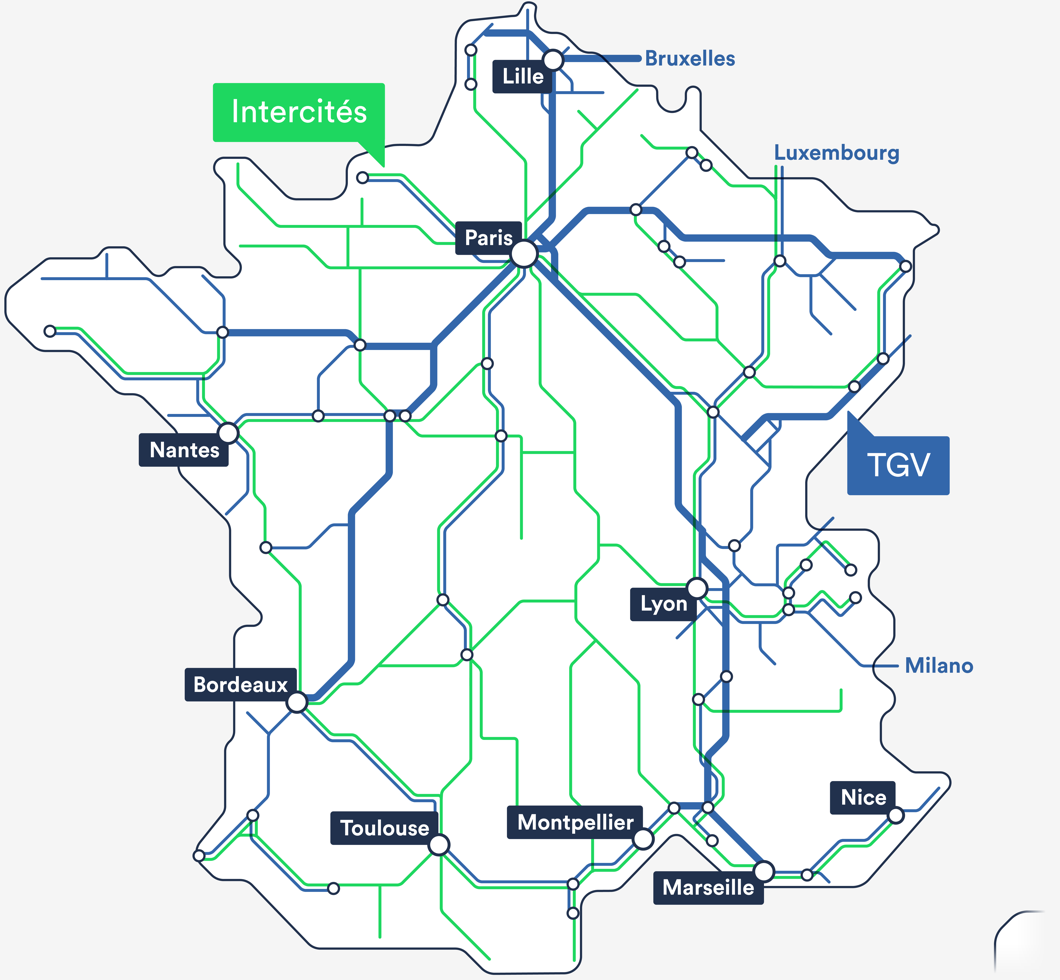 Bruxelles
Lille
Intercités
Luxembourg
Paris
Nantes
TGV
Lyon
Milano
Bordeaux
Nice
Montpellier
Toulouse
Marseille